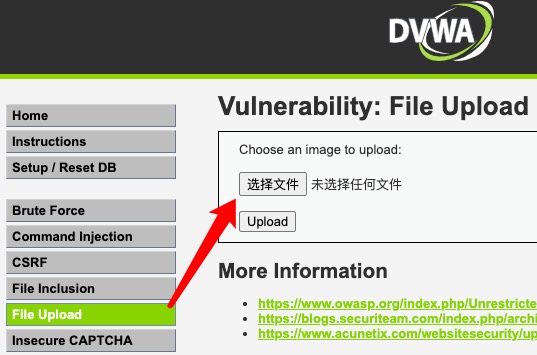 DVWA
Home
Instructions
Setup / Reset DB
Brute Force
Command Injection
CSRF
File Inclusion
File Upload
Insecure CAPTCHA
Vulnerability: File Upload
Choose an image to upload:
选择文件 未选择任何文件
Upload
More Information
https://www.owasp.org/index.php/Unrestricte
https://blogs.securiteam.com/index.php/archi
https://www.acunetix.com/websitesecurity/up